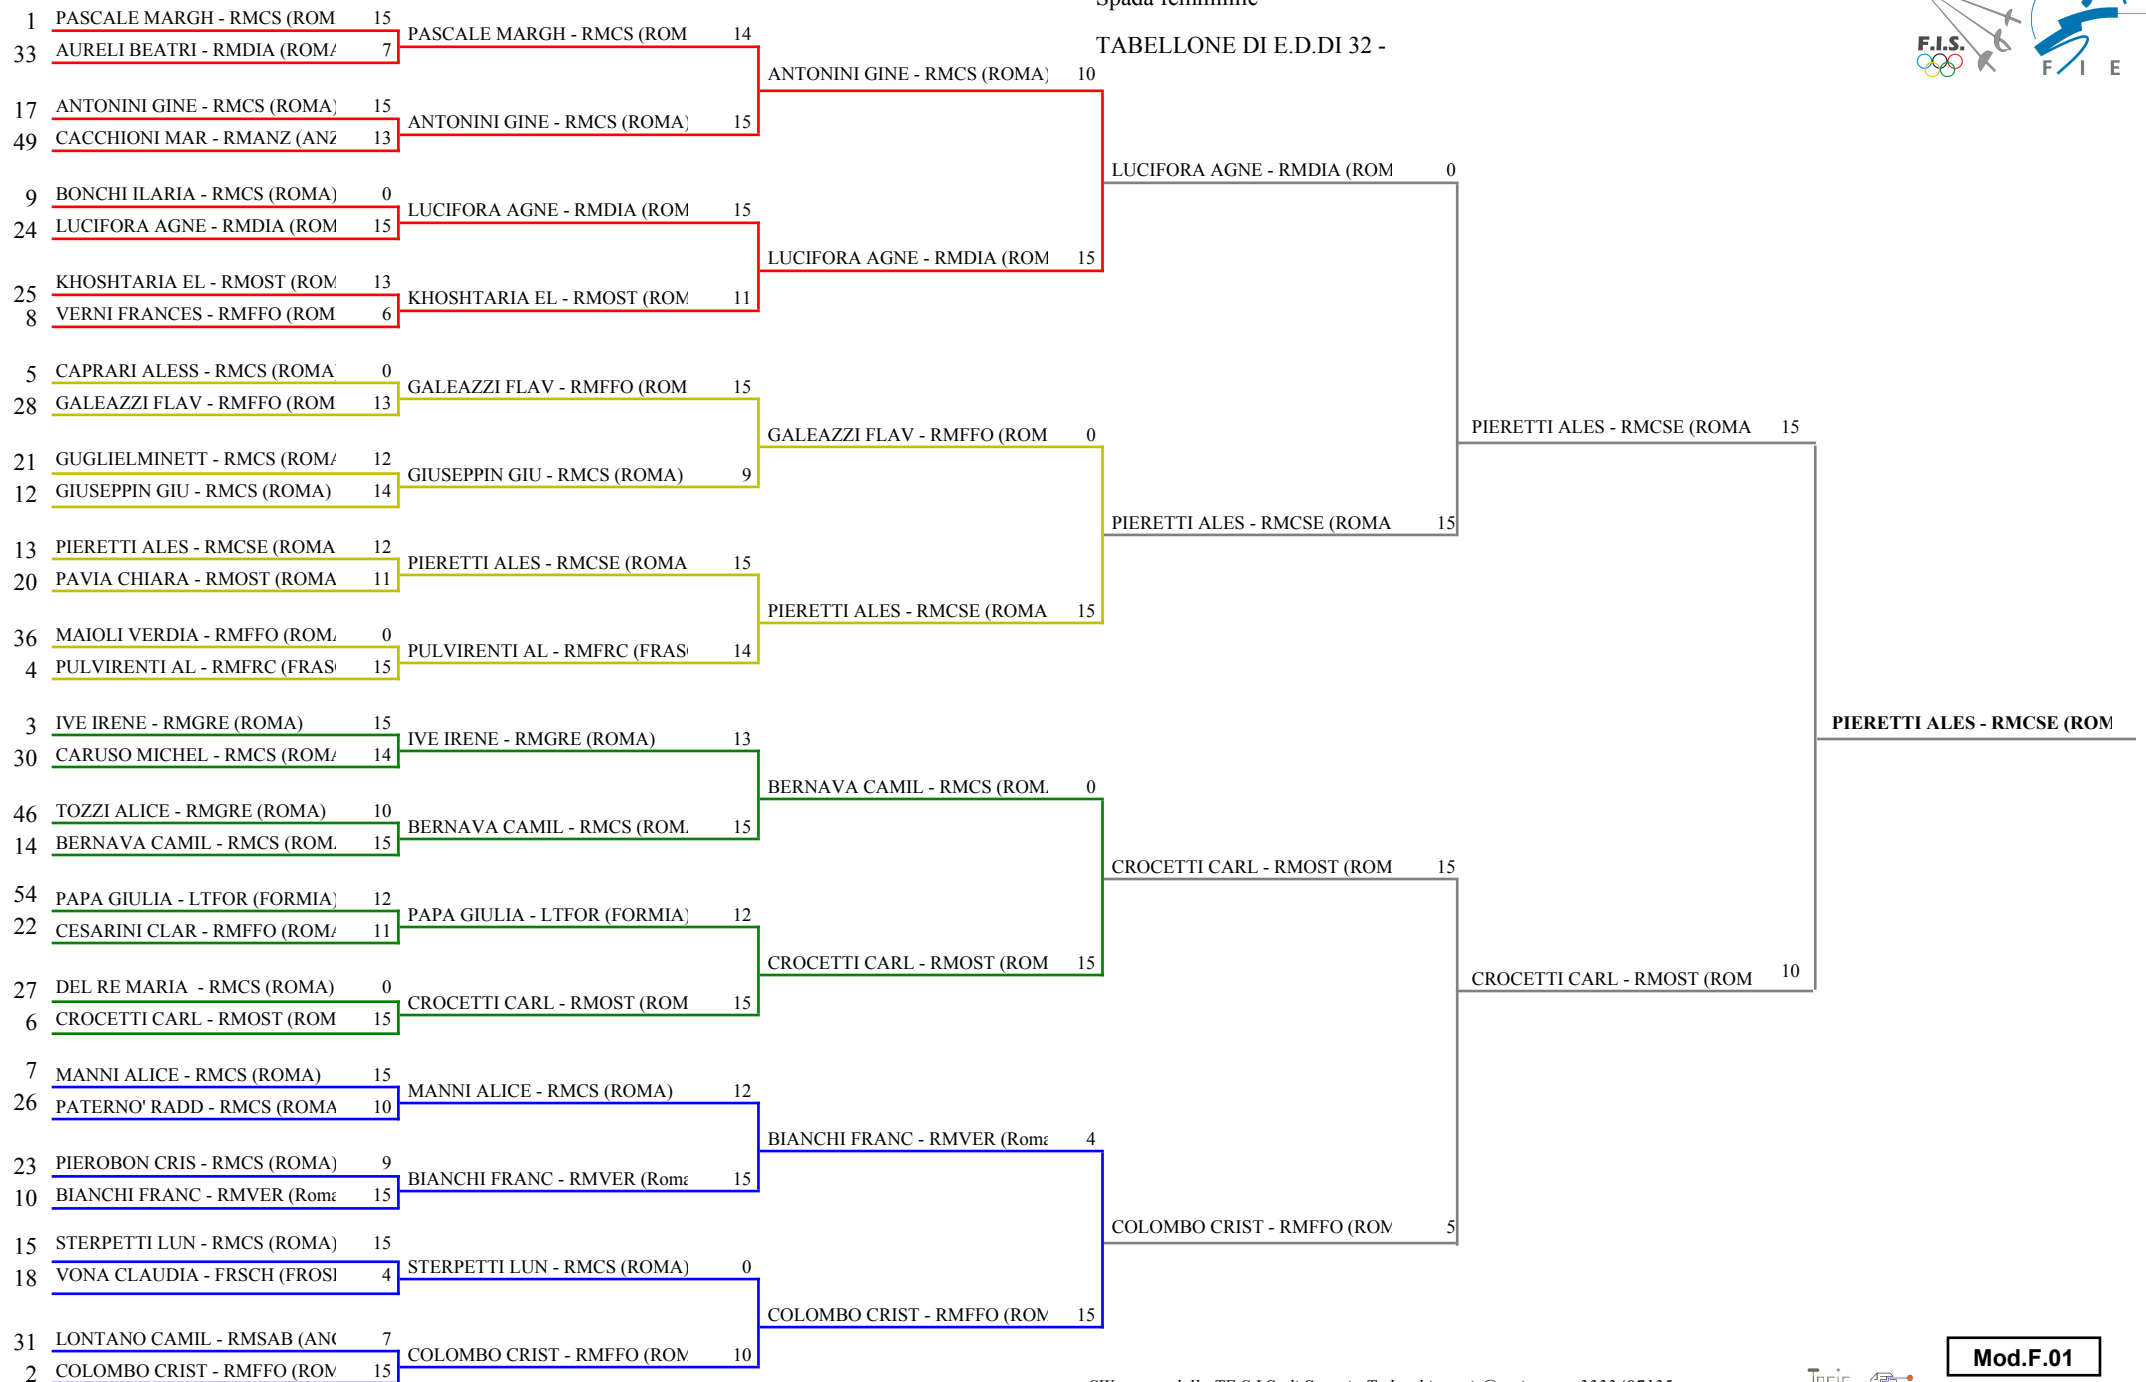 Spada femminile
TABELLONE DI E.D.DI 32 -
F.I.S.
F I E
1 PASCALE MARGH - RMCS (ROM 15
33 AURELI BEATRI - RMDIA (ROMA 7
17 ANTONINI GINE - RMCS (ROMA) 15
49 CACCHIONI MAR - RMANZ (ANZ 13
9 BONCHI ILARIA - RMCS (ROMA) 0
24 LUCIFORA AGNE - RMDIA (ROM 15
25 KHOSHTARIA EL - RMOST (ROM 13
8 VERNI FRANCES - RMFFO (ROM 6
5 CAPRARI ALESS - RMCS (ROMA) 0
28 GALEAZZI FLAV - RMFFO (ROM 13
21 GUGLIELMINETT - RMCS (ROMA 12
12 GIUSEPPIN GIU - RMCS (ROMA) 14
13 PIERETTI ALES - RMCSE (ROMA 12
20 PAVIA CHIARA - RMOST (ROMA 11
36 MAIOLI VERDIA - RMFFO (ROMA 0
4 PULVIRENTI AL - RMFRC (FRAS 15
3 IVE IRENE - RMGRE (ROMA) 15
30 CARUSO MICHEL - RMCS (ROMA 14
46 TOZZI ALICE - RMGRE (ROMA) 10
14 BERNAVA CAMIL - RMCS (ROMA 15
54 PAPA GIULIA - LTFOR (FORMIA) 12
22 CESARINI CLAR - RMFFO (ROMA 11
27 DEL RE MARIA - RMCS (ROMA) 0
6 CROCETTI CARL - RMOST (ROM 15
7 MANNI ALICE - RMCS (ROMA) 15
26 PATERNO' RADD - RMCS (ROMA 10
23 PIEROBON CRIS - RMCS (ROMA) 9
10 BIANCHI FRANC - RMVER (Roma 15
15 STERPETTI LUN - RMCS (ROMA) 15
18 VONA CLAUDIA - FRSCH (FROSI 4
31 LONTANO CAMIL - RMSAB (ANG 7
2 COLOMBO CRIST - RMFFO (ROM 15
PASCALE MARGH - RMCS (ROM 14
ANTONINI GINE - RMCS (ROMA) 15
LUCIFORA AGNE - RMDIA (ROM 15
KHOSHTARIA EL - RMOST (ROM 11
GALEAZZI FLAV - RMFFO (ROM 15
GIUSEPPIN GIU - RMCS (ROMA) 9
PIERETTI ALES - RMCSE (ROMA 15
PULVIRENTI AL - RMFRC (FRAS 14
IVE IRENE - RMGRE (ROMA) 13
BERNAVA CAMIL - RMCS (ROMA 15
PAPA GIULIA - LTFOR (FORMIA) 12
CROCETTI CARL - RMOST (ROM 15
MANNI ALICE - RMCS (ROMA) 12
BIANCHI FRANC - RMVER (Roma 15
STERPETTI LUN - RMCS (ROMA) 0
COLOMBO CRIST - RMFFO (ROM 10
ANTONINI GINE - RMCS (ROMA) 10
LUCIFORA AGNE - RMDIA (ROM 15
GALEAZZI FLAV - RMFFO (ROM 0
PIERETTI ALES - RMCSE (ROMA 15
BERNAVA CAMIL - RMCS (ROMA 0
CROCETTI CARL - RMOST (ROM 15
BIANCHI FRANC - RMVER (Roma 4
COLOMBO CRIST - RMFFO (ROM 15
LUCIFORA AGNE - RMDIA (ROM 0
PIERETTI ALES - RMCSE (ROMA 15
CROCETTI CARL - RMOST (ROM 15
COLOMBO CRIST - RMFFO (ROM 5
PIERETTI ALES - RMCSE (ROMA 15
CROCETTI CARL - RMOST (ROM 10
PIERETTI ALES - RMCSE (ROM
Mod.F.01